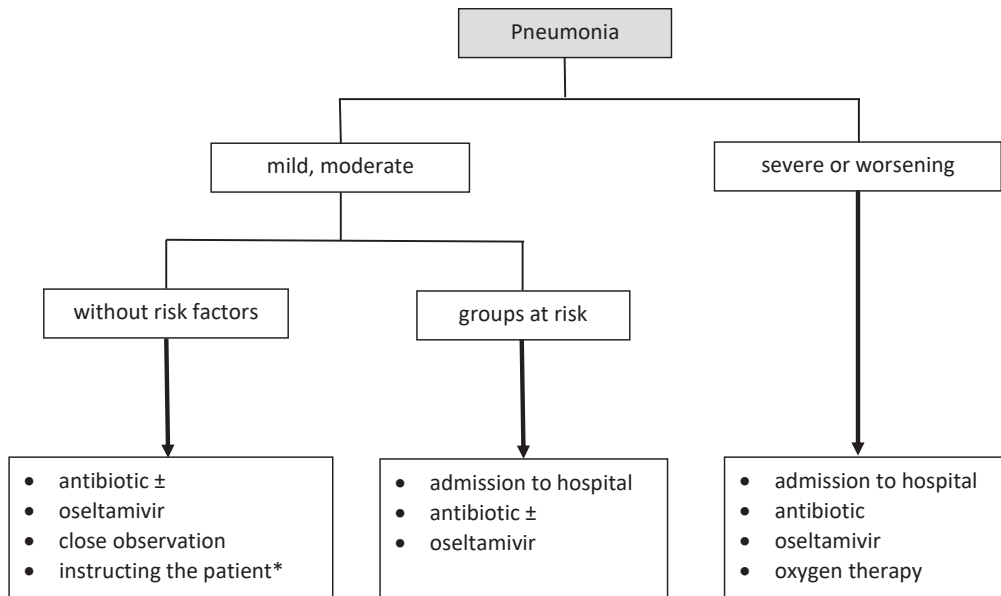 Pneumonia
mild, moderate
severe or worsening
without risk factors
groups at risk
• antibiotic ±
• oseltamivir
• close observation
• instructing the patient*
• admission to hospital
• antibiotic ±
• oseltamivir
• admission to hospital
• antibiotic
• oseltamivir
• oxygen therapy